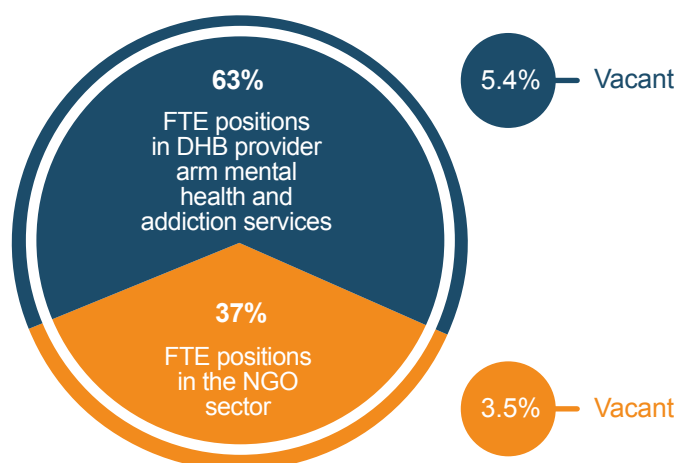 63%
FTE positions
in DHB provider
arm mental
health and
addiction services
5.4% Vacant
37%
FTE positions
in the NGO
sector
3.5% Vacant